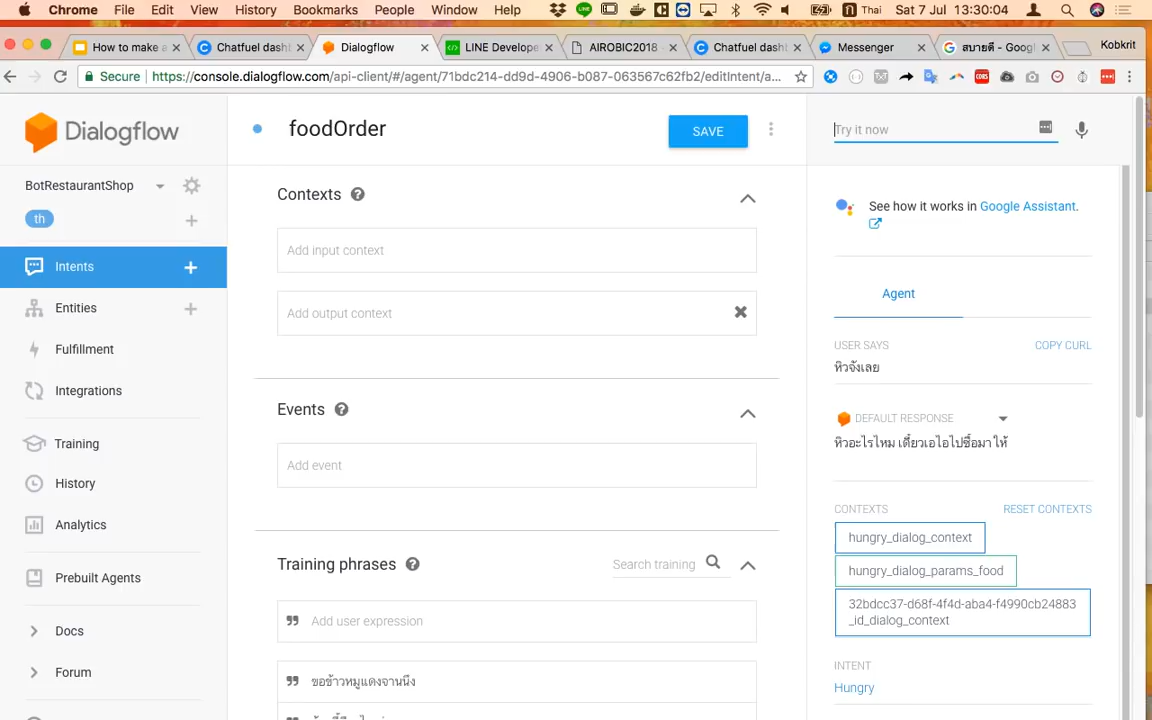 Chrome File Edit View History Bookmarks People Window Help Thai Sat 7 Jul 13:30:04
How to make a Chatfuel dash Dialogflow LINE Develope AIROBIC2018 Chatfuel dash Messenger สบายดี - Goog Kobkrit
Secure https://console.dialogflow.com/api-client/#/agent/71bdc214-dd9d-4906-b087-063567c62fb2/editIntent/a...
Dialogflow
BotRestaurantShop
th
Intents
Entities
Fulfillment
Integrations
Training
History
Analytics
Prebuilt Agents
Docs
Forum
foodOrder
SAVE
Contexts
Add input context
Add output context
Events
Add event
Training phrases
Search training
Add user expression
ขอข้าวหมูแดงจานนึง
Try it now
See how it works in Google Assistant.
Agent
USER SAYS COPY CURL
หิวจังเลย
DEFAULT RESPONSE
หิวอะไรไหม เดี๋ยวเอไอไปซื้อมา ให้
CONTEXTS RESET CONTEXTS
hungry_dialog_context
hungry_dialog_params_food
32bdcc37-d68f-4f4d-aba4-f4990cb24883
_id_dialog_context
INTENT
Hungry